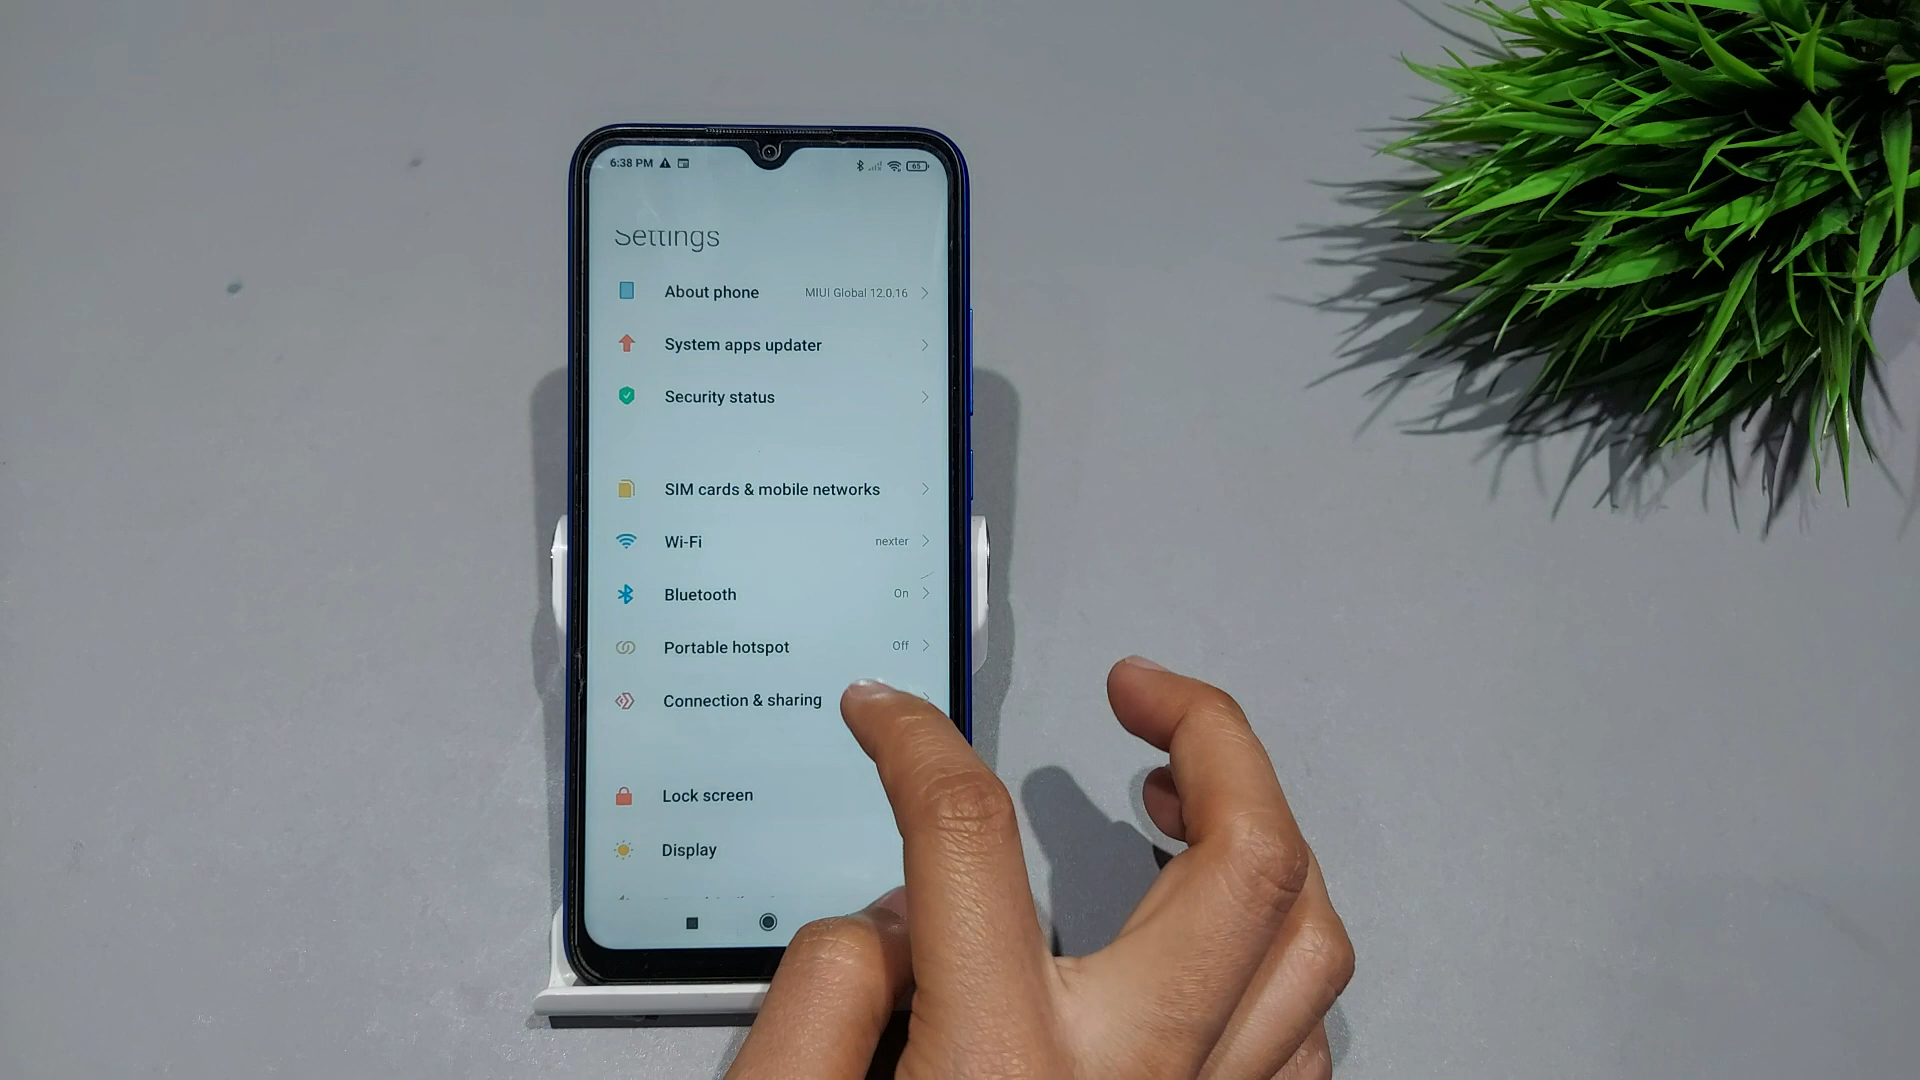 6:38 PM
65
Settings
About phone MIUI Global 12.0.16
System apps updater
Security status
SIM cards & mobile networks
Wi-Fi nexter
Bluetooth On
Portable hotspot Off
Connection & sharing
Lock screen
Display